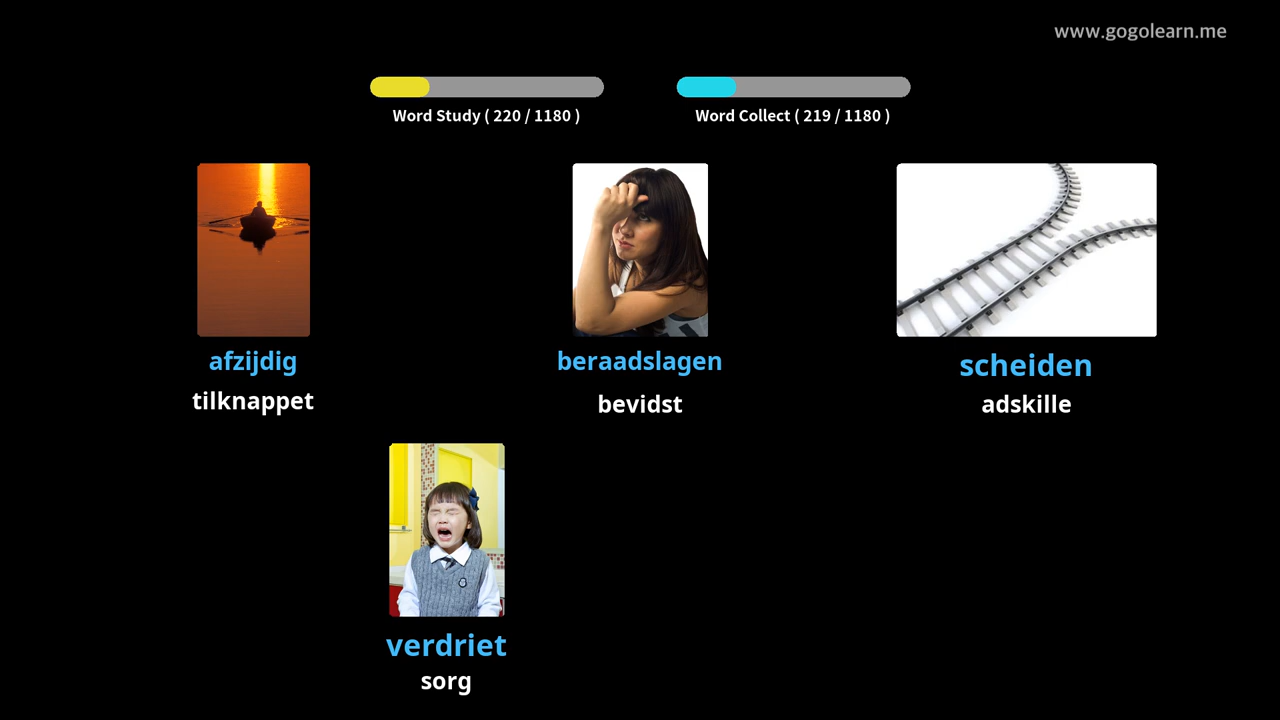 www.gogolearn.me
Word Study ( 220 / 1180 )
Word Collect ( 219 / 1180 )
afzijdig
tilknappet
beraadslagen
bevidst
scheiden
adskille
verdriet
sorg